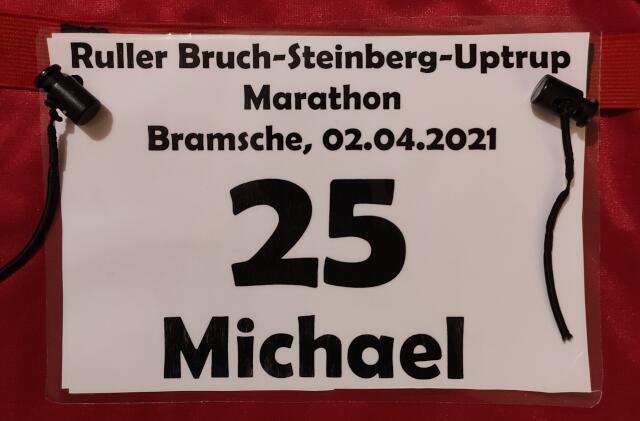 Ruller Bruch-Steinberg-Uptrup
Marathon
Bramsche, 02.04.2021
25
Michael